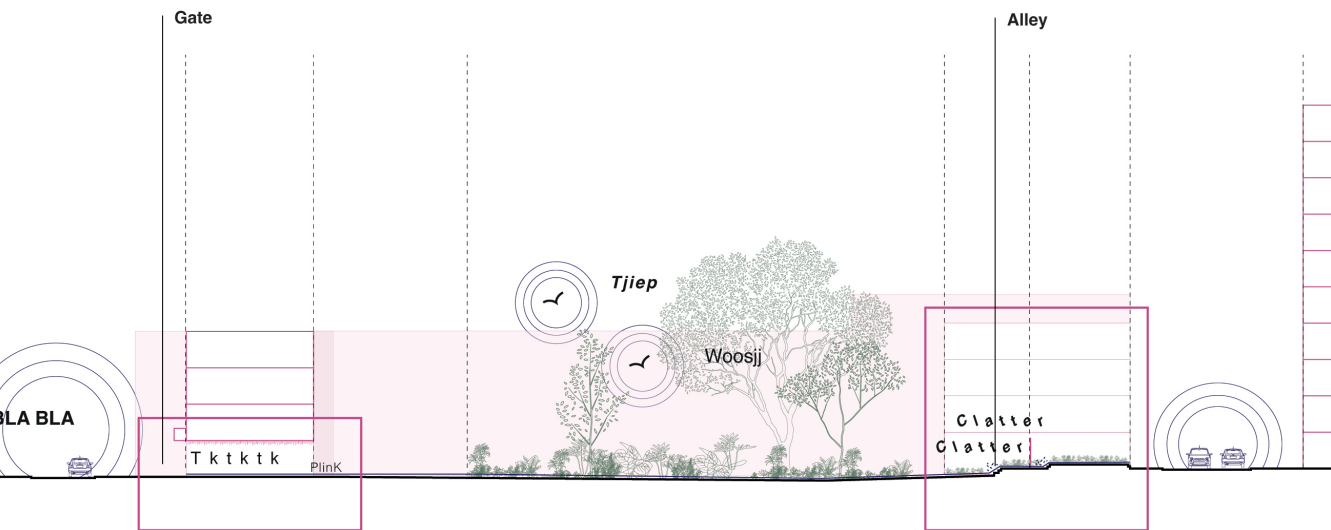 Gate
Alley
Tjiep
Woosjj
BLA BLA
Clatter
Clatter
Tktktk
PlinK